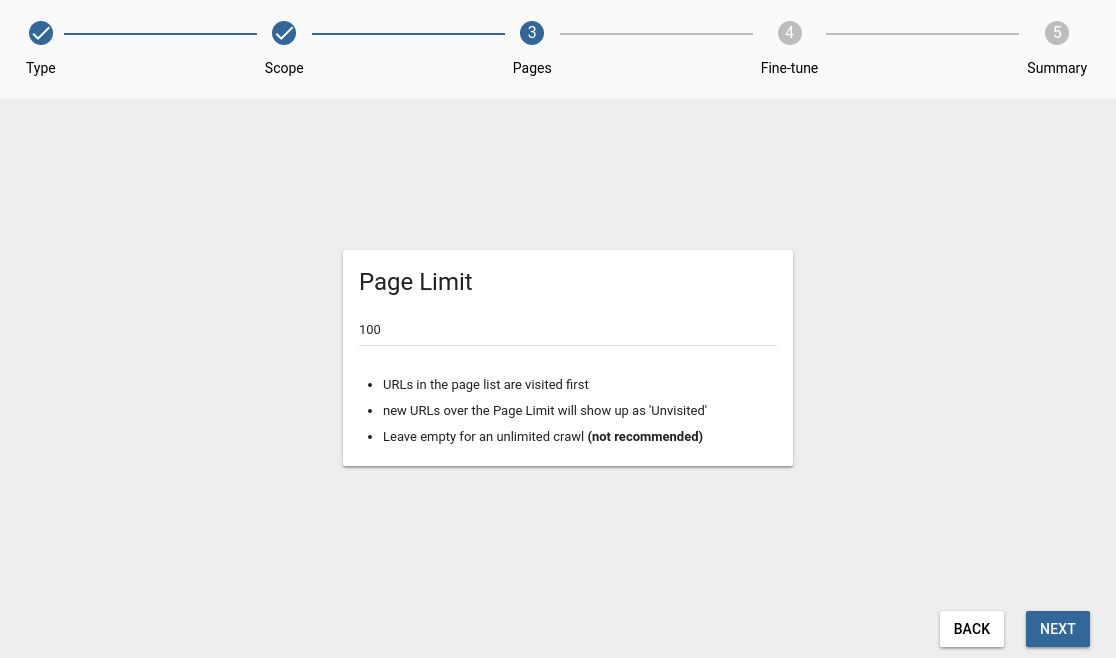 3
4
5
Type
Scope
Pages
Fine-tune
Summary
Page Limit
100
URLs in the page list are visited first
new URLs over the Page Limit will show up as 'Unvisited'
Leave empty for an unlimited crawl (not recommended)
BACK
NEXT